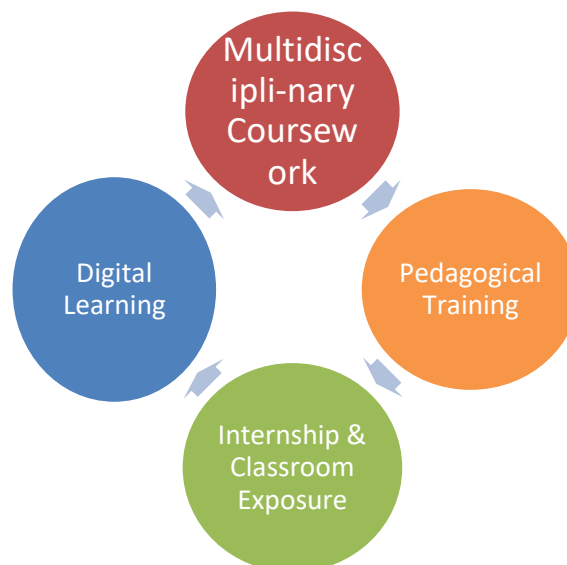 Multidisc
ipli-nary
Coursew
ork
Digital
Learning
Pedagogical
Training
Internship &
Classroom
Exposure